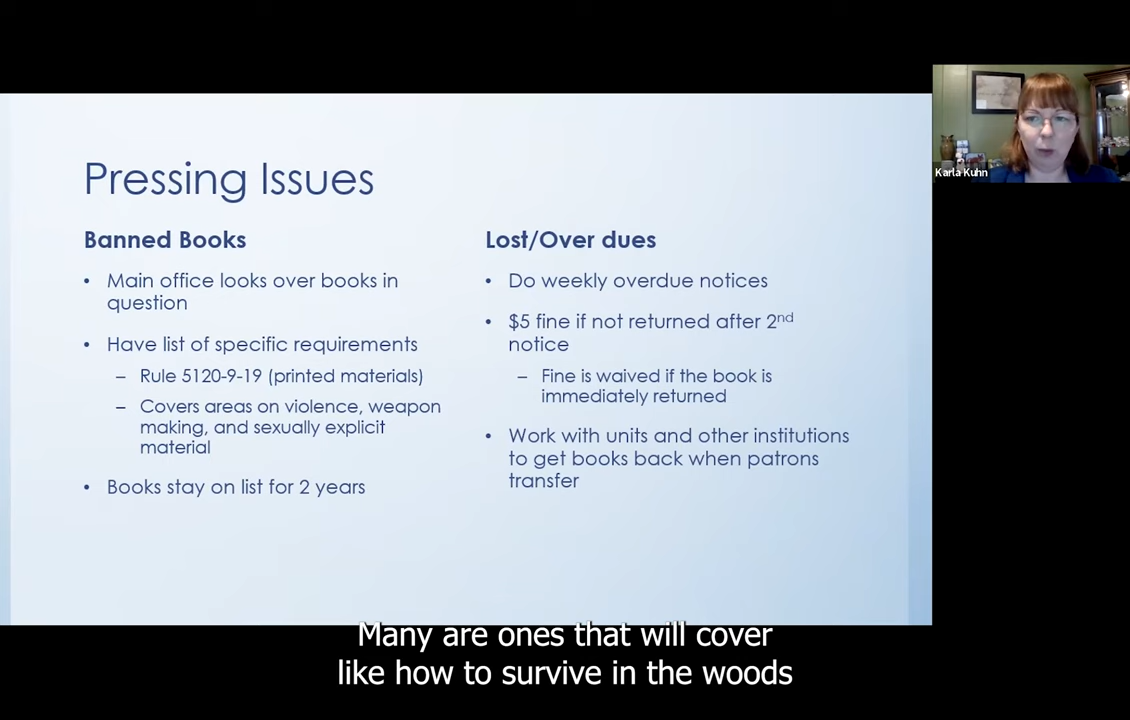 Pressing Issues
Banned Books
• Main office looks over books in
question
• Have list of specific requirements
– Rule 5120-9-19 (printed materials)
– Covers areas on violence, weapon
making, and sexually explicit
material
• Books stay on list for 2 years
Lost/Over dues
• Do weekly overdue notices
• $5 fine if not returned after 2nd
notice
– Fine is waived if the book is
immediately returned
• Work with units and other institutions
to get books back when patrons
transfer
Karla Kuhn
Many are ones that will cover
like how to survive in the woods